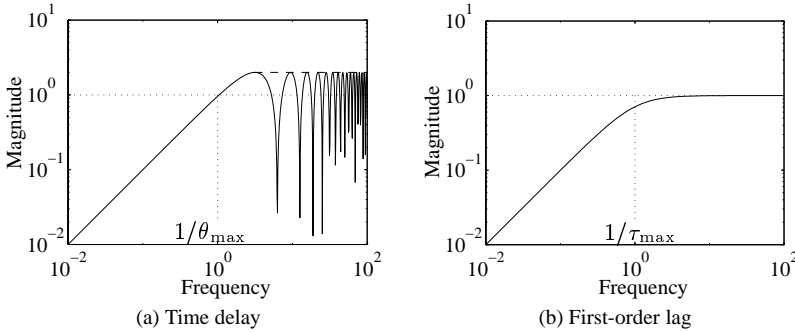 10^1
10^0
10^-1
10^-2
Magnitude
1/θmax
10^-2
10^0
10^2
Frequency
(a) Time delay
10^1
10^0
10^-1
10^-2
Magnitude
1/τmax
10^-2
10^0
10^2
Frequency
(b) First-order lag